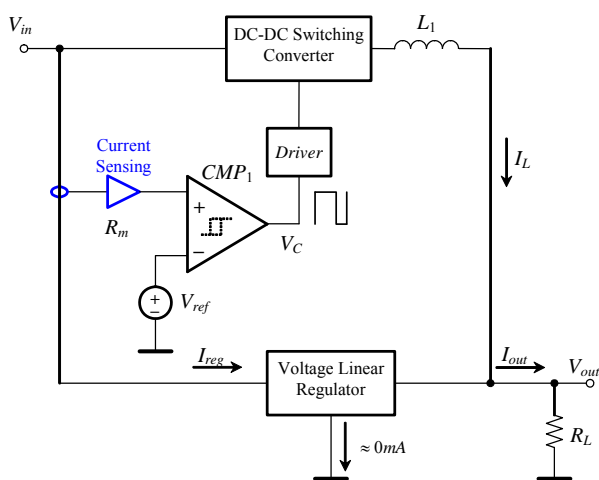 V_in
DC-DC Switching
Converter
L_1
Current
Sensing
CMP_1
Driver
I_L
R_m
+
−
V_C
+
−
V_ref
I_reg
Voltage Linear
Regulator
I_out
V_out
≈ 0mA
R_L